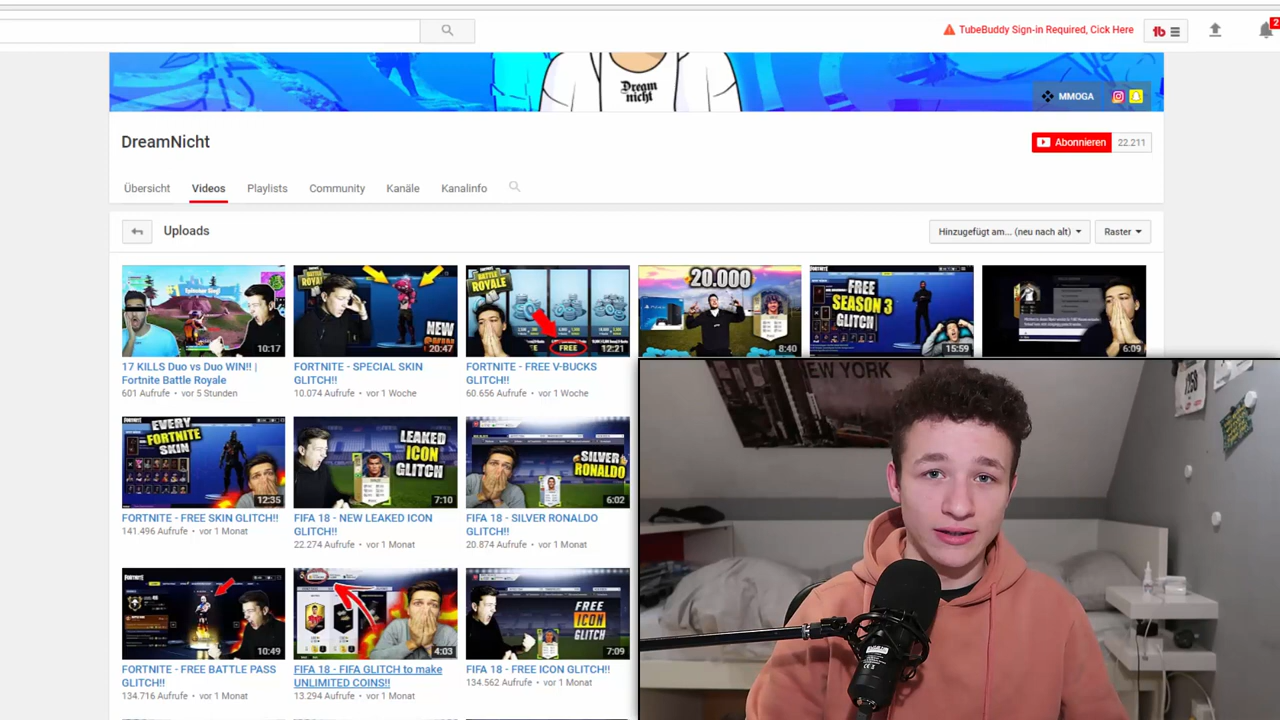 TubeBuddy Sign-in Required, Cick Here
2
Dream
nicht
MMOGA
DreamNicht
Abonnieren 22.211
Übersicht Videos Playlists Community Kanäle Kanalinfo
Uploads
Hinzugefügt am... (neu nach alt) Raster
10:17
BATTLE
NEW
20:47
BATTLE
ROYALE
FREE
12:21
20.000
8:40
FORTNITE
FREE
SEASON 3
GLITCH
15:59
6:09
17 KILLS Duo vs Duo WIN!! |
Fortnite Battle Royale
601 Aufrufe • vor 5 Stunden
FORTNITE - SPECIAL SKIN
GLITCH!!
10.074 Aufrufe • vor 1 Woche
FORTNITE - FREE V-BUCKS
GLITCH!!
60.656 Aufrufe • vor 1 Woche
EVERY
FORTNITE
SKIN
12:35
LEAKED
ICON
GLITCH
7:10
SILVER
RONALDO
6:02
NEW YORK
FORTNITE - FREE SKIN GLITCH!!
141.496 Aufrufe • vor 1 Monat
FIFA 18 - NEW LEAKED ICON
GLITCH!!
22.274 Aufrufe • vor 1 Monat
FIFA 18 - SILVER RONALDO
GLITCH!!
20.874 Aufrufe • vor 1 Monat
10:49
4:03
FREE
ICON
GLITCH
7:09
FORTNITE - FREE BATTLE PASS
GLITCH!!
134.716 Aufrufe • vor 1 Monat
FIFA 18 - FIFA GLITCH to make
UNLIMITED COINS!!
13.294 Aufrufe • vor 1 Monat
FIFA 18 - FREE ICON GLITCH!!
134.562 Aufrufe • vor 1 Monat